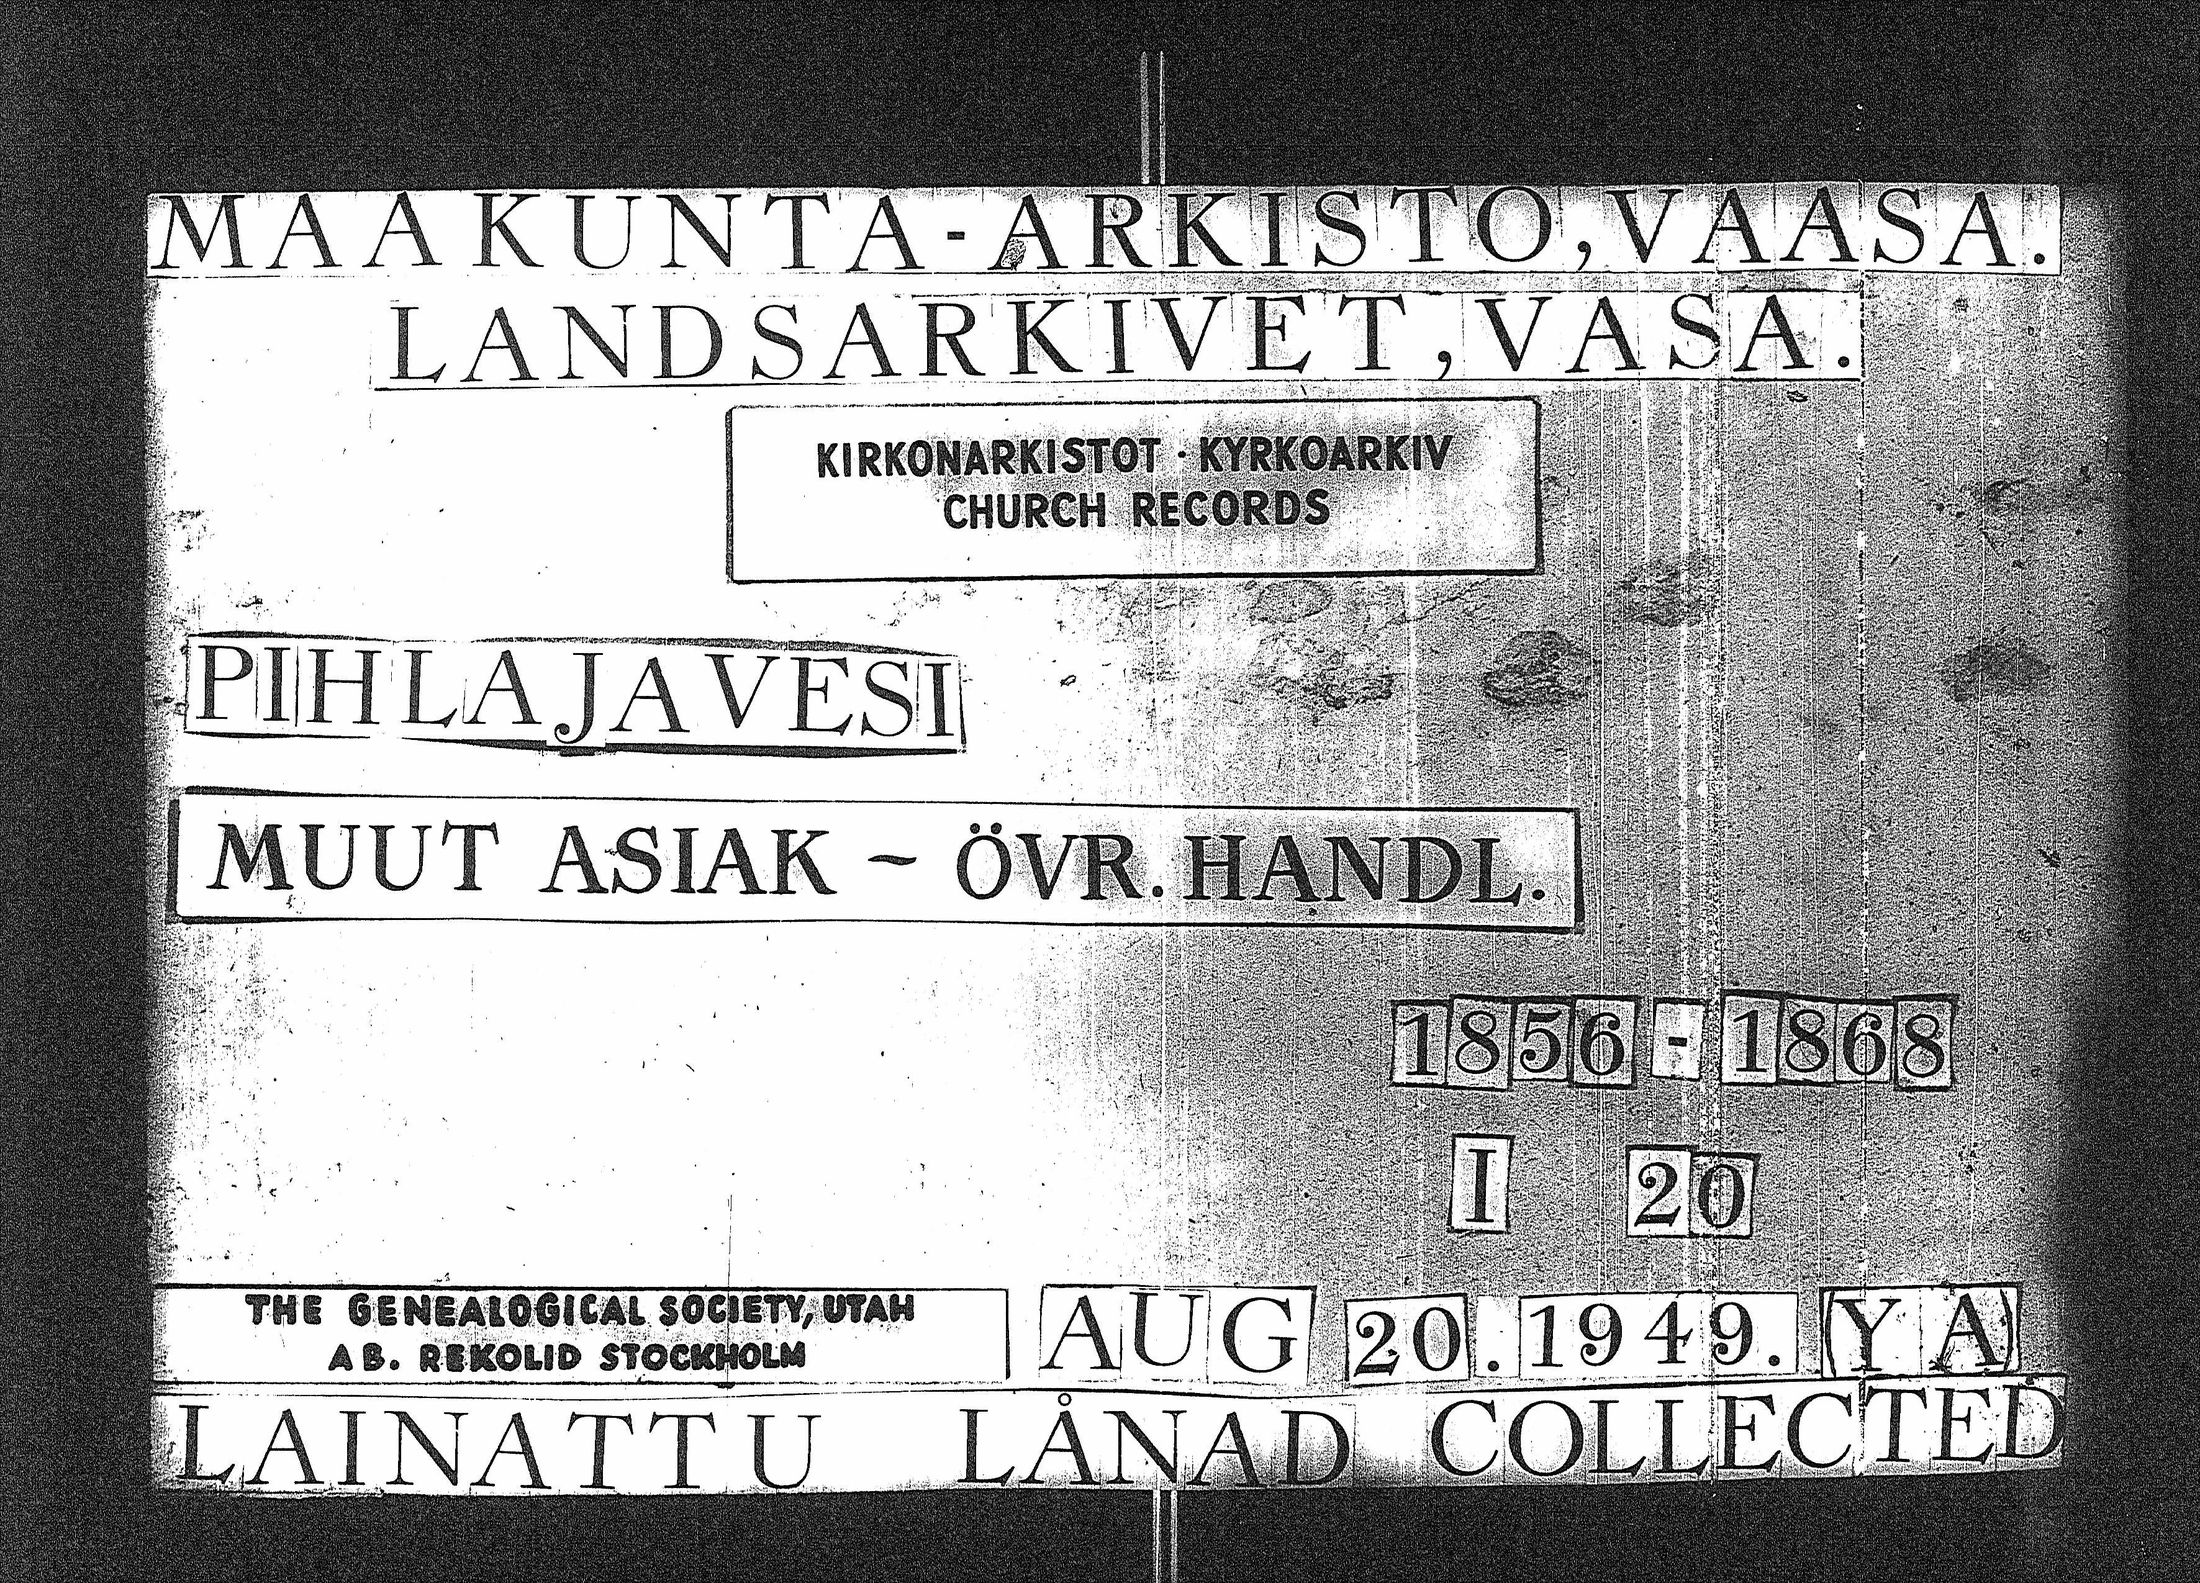 MAAKUNTA-ARKISTO, VAASA.
LANDSARKIVET, VASA.
KIRKONARKISTOT · KYRKOARKIV
CHURCH RECORDS
PIHLAJAVESI
MUUT ASIAK ~ ÖVR. HANDL.
1856 - 1868
I 20
THE GENEALOGICAL SOCIETY, UTAH
AB. REKOLID STOCKHOLM
AUG 20. 1949. (Y A)
LAINATTU LÅNAD COLLECTED